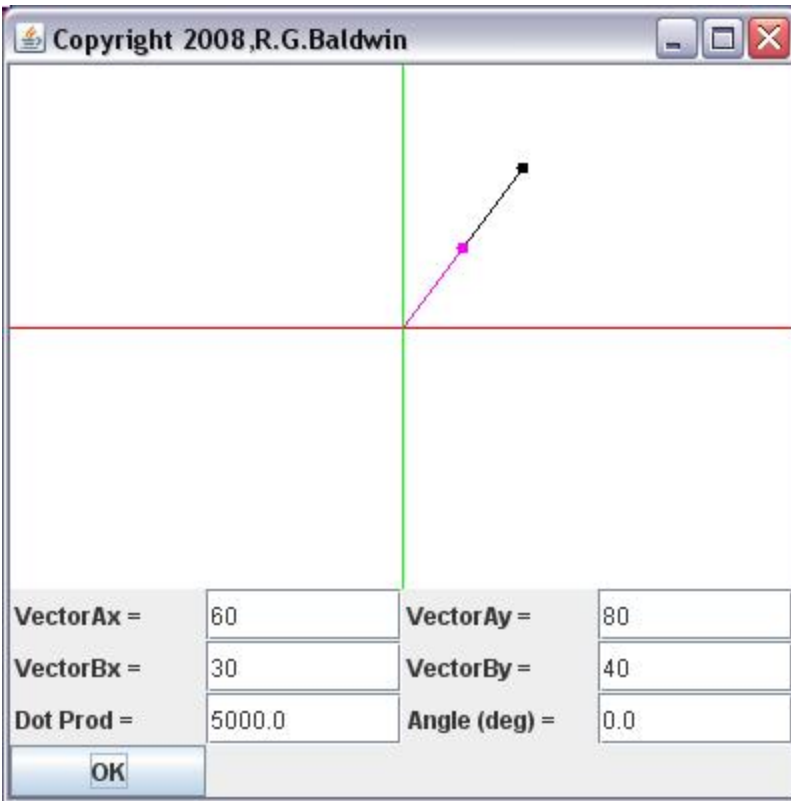 Copyright 2008,R.G.Baldwin
VectorAx = 60 VectorAy = 80
VectorBx = 30 VectorBy = 40
Dot Prod = 5000.0 Angle (deg) = 0.0
OK